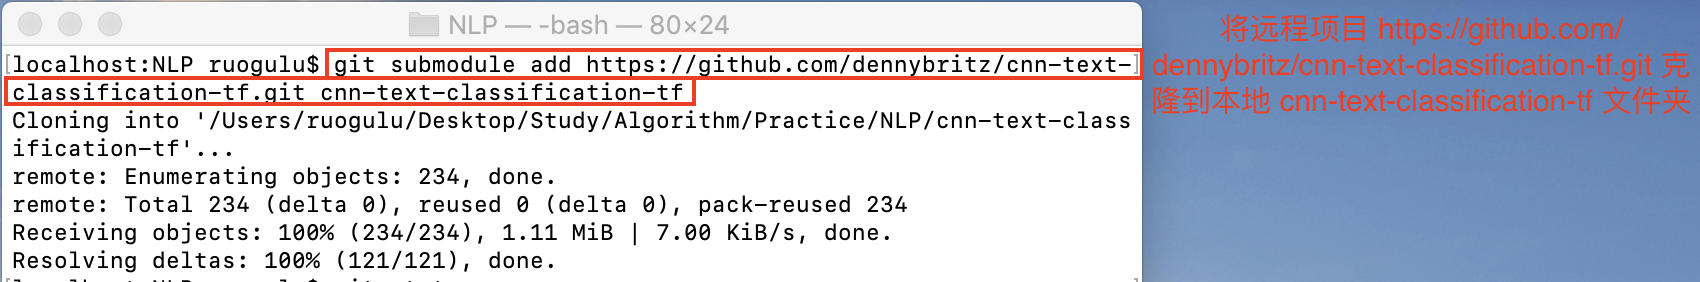 NLP — -bash — 80×24
[localhost:NLP ruogulu$ git submodule add https://github.com/dennybritz/cnn-text-]
classification-tf.git cnn-text-classification-tf
Cloning into '/Users/ruogulu/Desktop/Study/Algorithm/Practice/NLP/cnn-text-class
ification-tf'...
remote: Enumerating objects: 234, done.
remote: Total 234 (delta 0), reused 0 (delta 0), pack-reused 234
Receiving objects: 100% (234/234), 1.11 MiB | 7.00 KiB/s, done.
Resolving deltas: 100% (121/121), done.
将远程项目 https://github.com/
dennybritz/cnn-text-classification-tf.git 克
隆到本地 cnn-text-classification-tf 文件夹